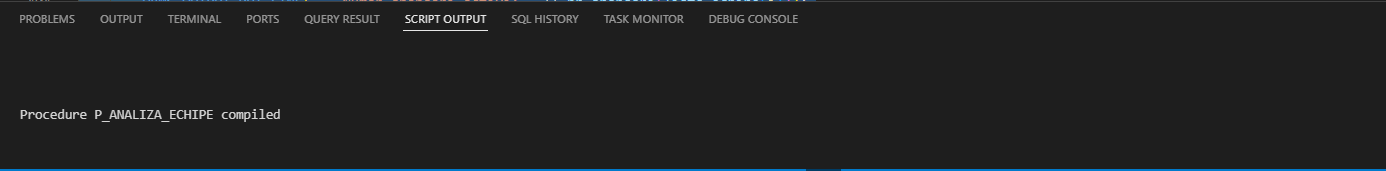 PROBLEMS OUTPUT TERMINAL PORTS QUERY RESULT SCRIPT OUTPUT SQL HISTORY TASK MONITOR DEBUG CONSOLE
Procedure P_ANALIZA_ECHIPE compiled